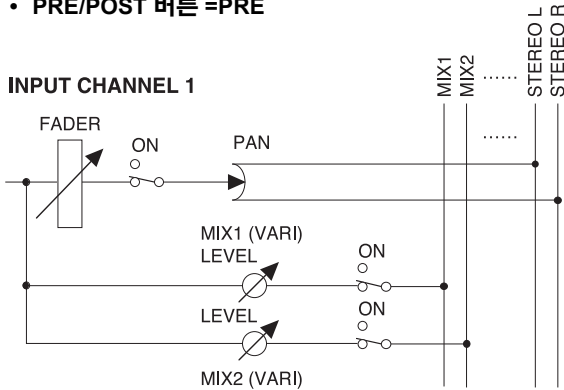 • PRE/POST 버튼 =PRE
MIX1
MIX2
......
STEREO L
STEREO R
INPUT CHANNEL 1
......
FADER
ON
PAN
MIX1 (VARI)
LEVEL
ON
LEVEL
ON
MIX2 (VARI)